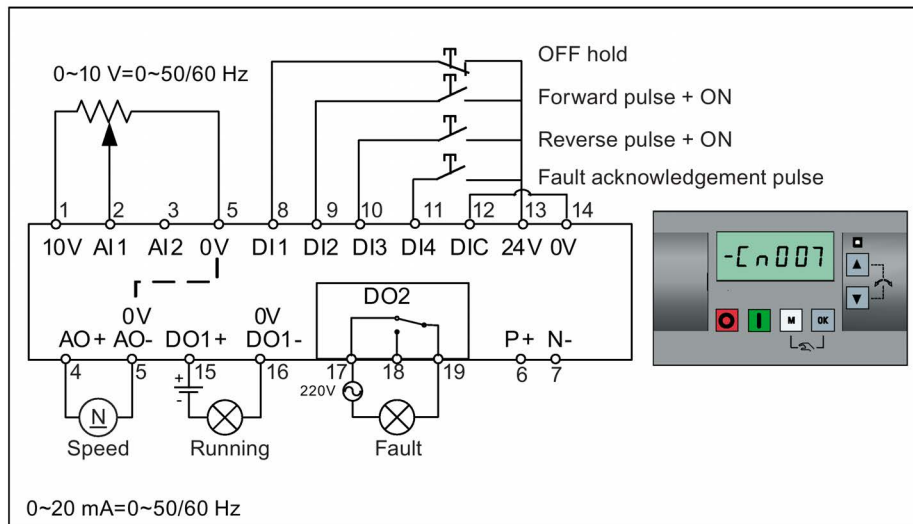 OFF hold
0~10 V=0~50/60 Hz
Forward pulse + ON
Reverse pulse + ON
Fault acknowledgement pulse
1 2 3 5 8 9 10 11 12 13 14
10V AI1 AI2 0V DI1 DI2 DI3 DI4 DIC 24V 0V
-Cn007
DO2
0V 0V
AO+ AO- DO1+ DO1- P+ N-
4 5 15 16 17 18 19 6 7
M OK
220V
N
Speed Running Fault
0~20 mA=0~50/60 Hz